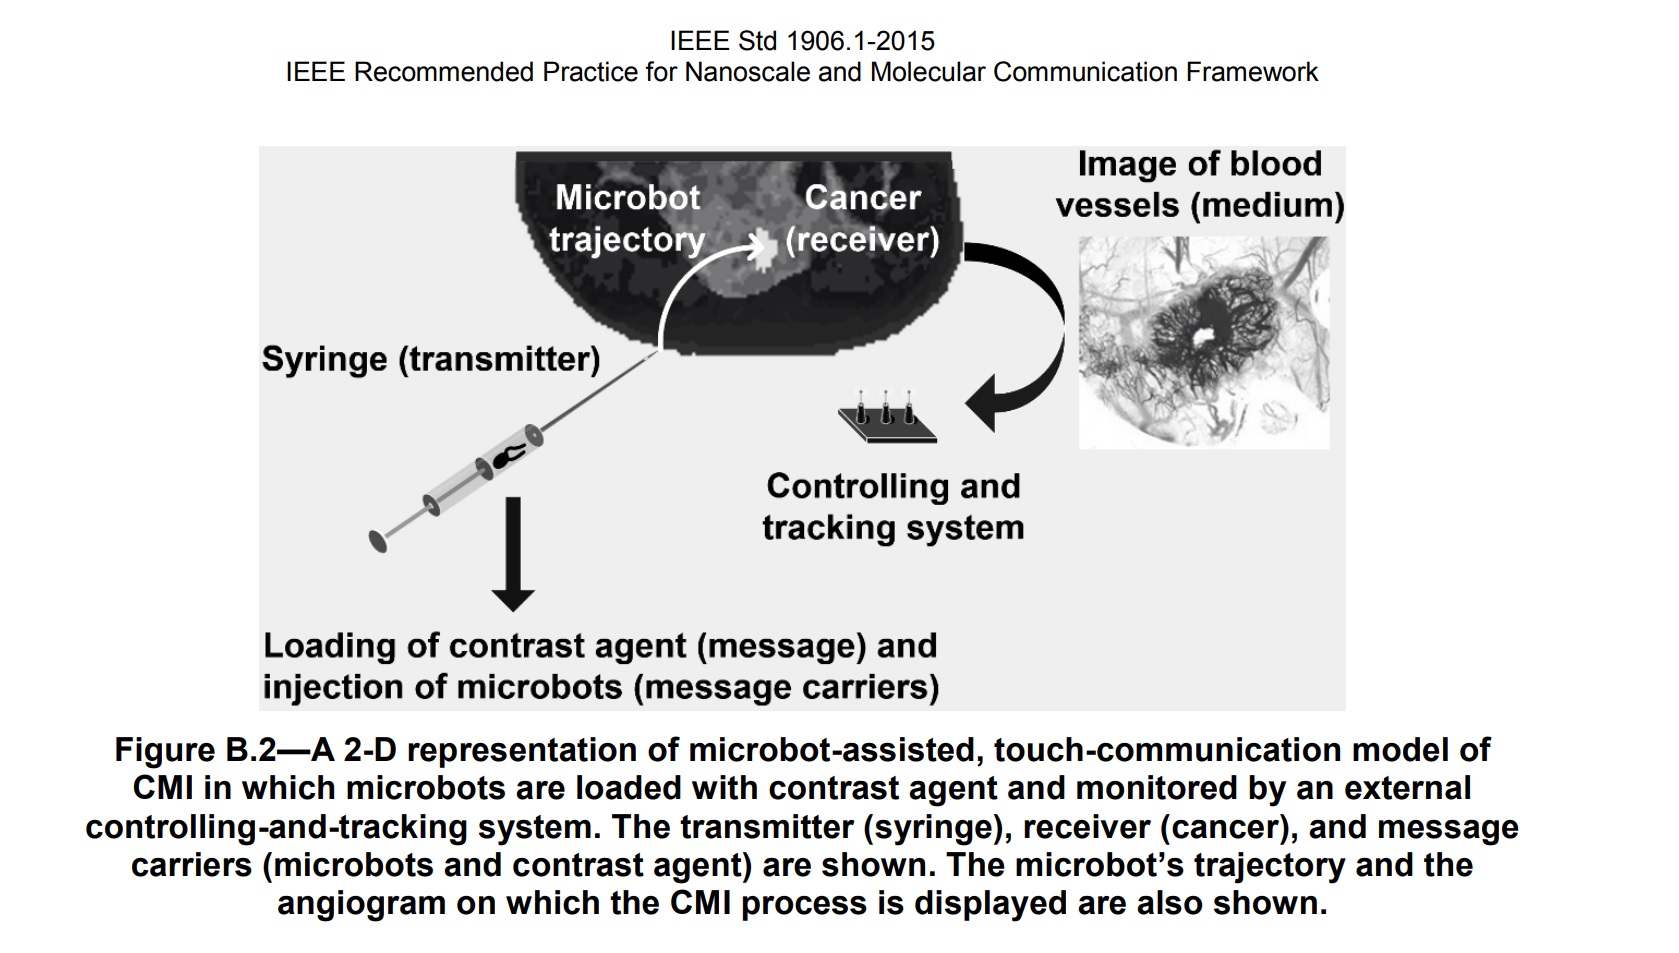 IEEE Std 1906.1-2015
IEEE Recommended Practice for Nanoscale and Molecular Communication Framework
Microbot
trajectory
Cancer
(receiver)
Image of blood
vessels (medium)
Syringe (transmitter)
Controlling and
tracking system
Loading of contrast agent (message) and
injection of microbots (message carriers)
Figure B.2—A 2-D representation of microbot-assisted, touch-communication model of
CMI in which microbots are loaded with contrast agent and monitored by an external
controlling-and-tracking system. The transmitter (syringe), receiver (cancer), and message
carriers (microbots and contrast agent) are shown. The microbot’s trajectory and the
angiogram on which the CMI process is displayed are also shown.